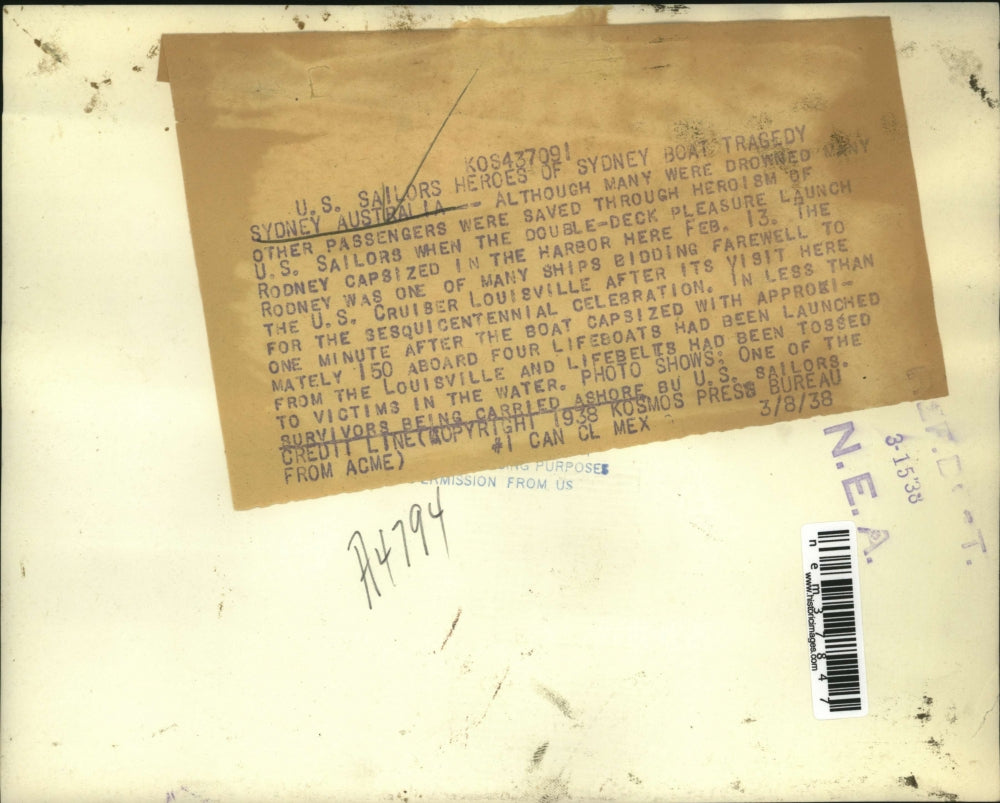 KOS437091
U.S. SAILORS HEROES OF SYDNEY BOAT TRAGEDY
SYDNEY AUSTRALIA - ALTHOUGH MANY WERE DROWNED MANY
OTHER PASSENGERS WERE SAVED THROUGH HEROISM OF
U.S. SAILORS WHEN THE DOUBLE-DECK PLEASURE LAUNCH
RODNEY CAPSIZED IN THE HARBOR HERE FEB. 13. THE
RODNEY WAS ONE OF MANY SHIPS BIDDING FAREWELL TO
THE U.S. CRUISER LOUISVILLE AFTER ITS VISIT HERE
FOR THE SESQUICENTENNIAL CELEBRATION. IN LESS THAN
ONE MINUTE AFTER THE BOAT CAPSIZED WITH APPROXI-
MATELY 150 ABOARD FOUR LIFEBOATS HAD BEEN LAUNCHED
FROM THE LOUISVILLE AND LIFEBELTS HAD BEEN TOSSED
TO VICTIMS IN THE WATER. PHOTO SHOWS: ONE OF THE
SURVIVORS BEING CARRIED ASHORE BU U.S. SAILORS.
CREDIT LINE(COPYRIGHT 1938 KOSMOS PRESS BUREAU
FROM ACME) #1 CAN CL MEX 3/8/38
PURPOSES
FROM US
A4794
N.E.A.
3-15 38
nem37847
www.historicimages.com